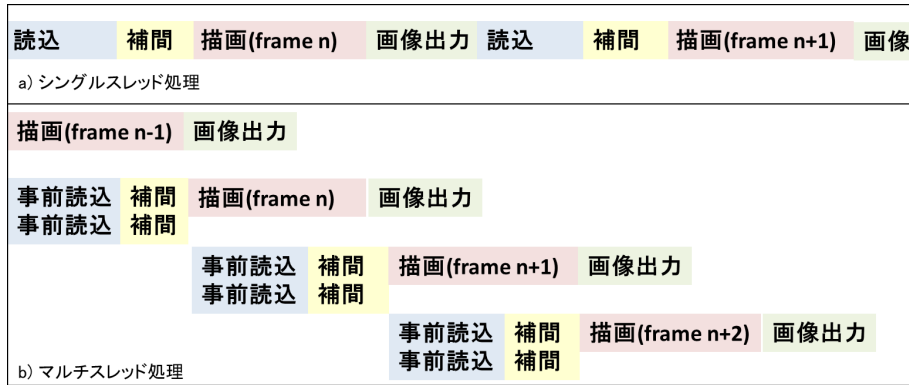 読込 補間 描画(frame n) 画像出力 読込 補間 描画(frame n+1) 画像
a) シングルスレッド処理
描画(frame n-1) 画像出力
事前読込 補間 描画(frame n) 画像出力
事前読込 補間
事前読込 補間 描画(frame n+1) 画像出力
事前読込 補間
事前読込 補間 描画(frame n+2) 画像出力
事前読込 補間
b) マルチスレッド処理